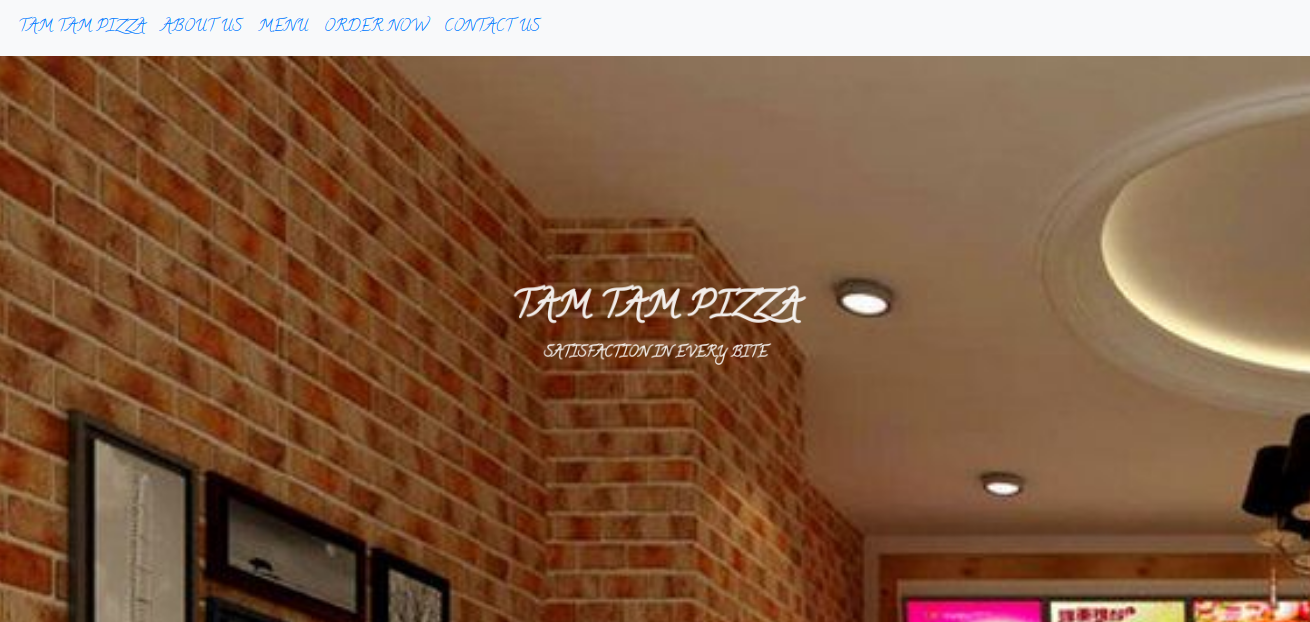 TAM TAM PIZZA ABOUT US MENU ORDER NOW CONTACT US
TAM TAM PIZZA
SATISFACTION IN EVERY BITE